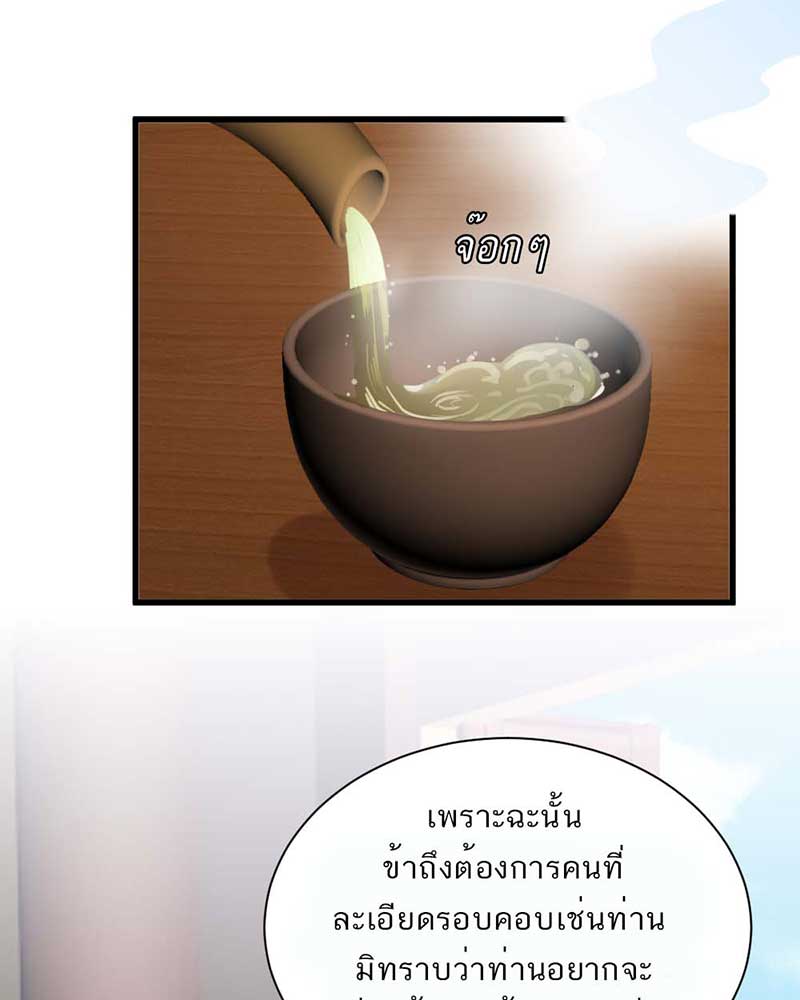 จ๊อกๆ
เพราะฉะนั้น
ข้าถึงต้องการคนที่
ละเอียดรอบคอบเช่นท่าน
มิทราบว่าท่านอยากจะ